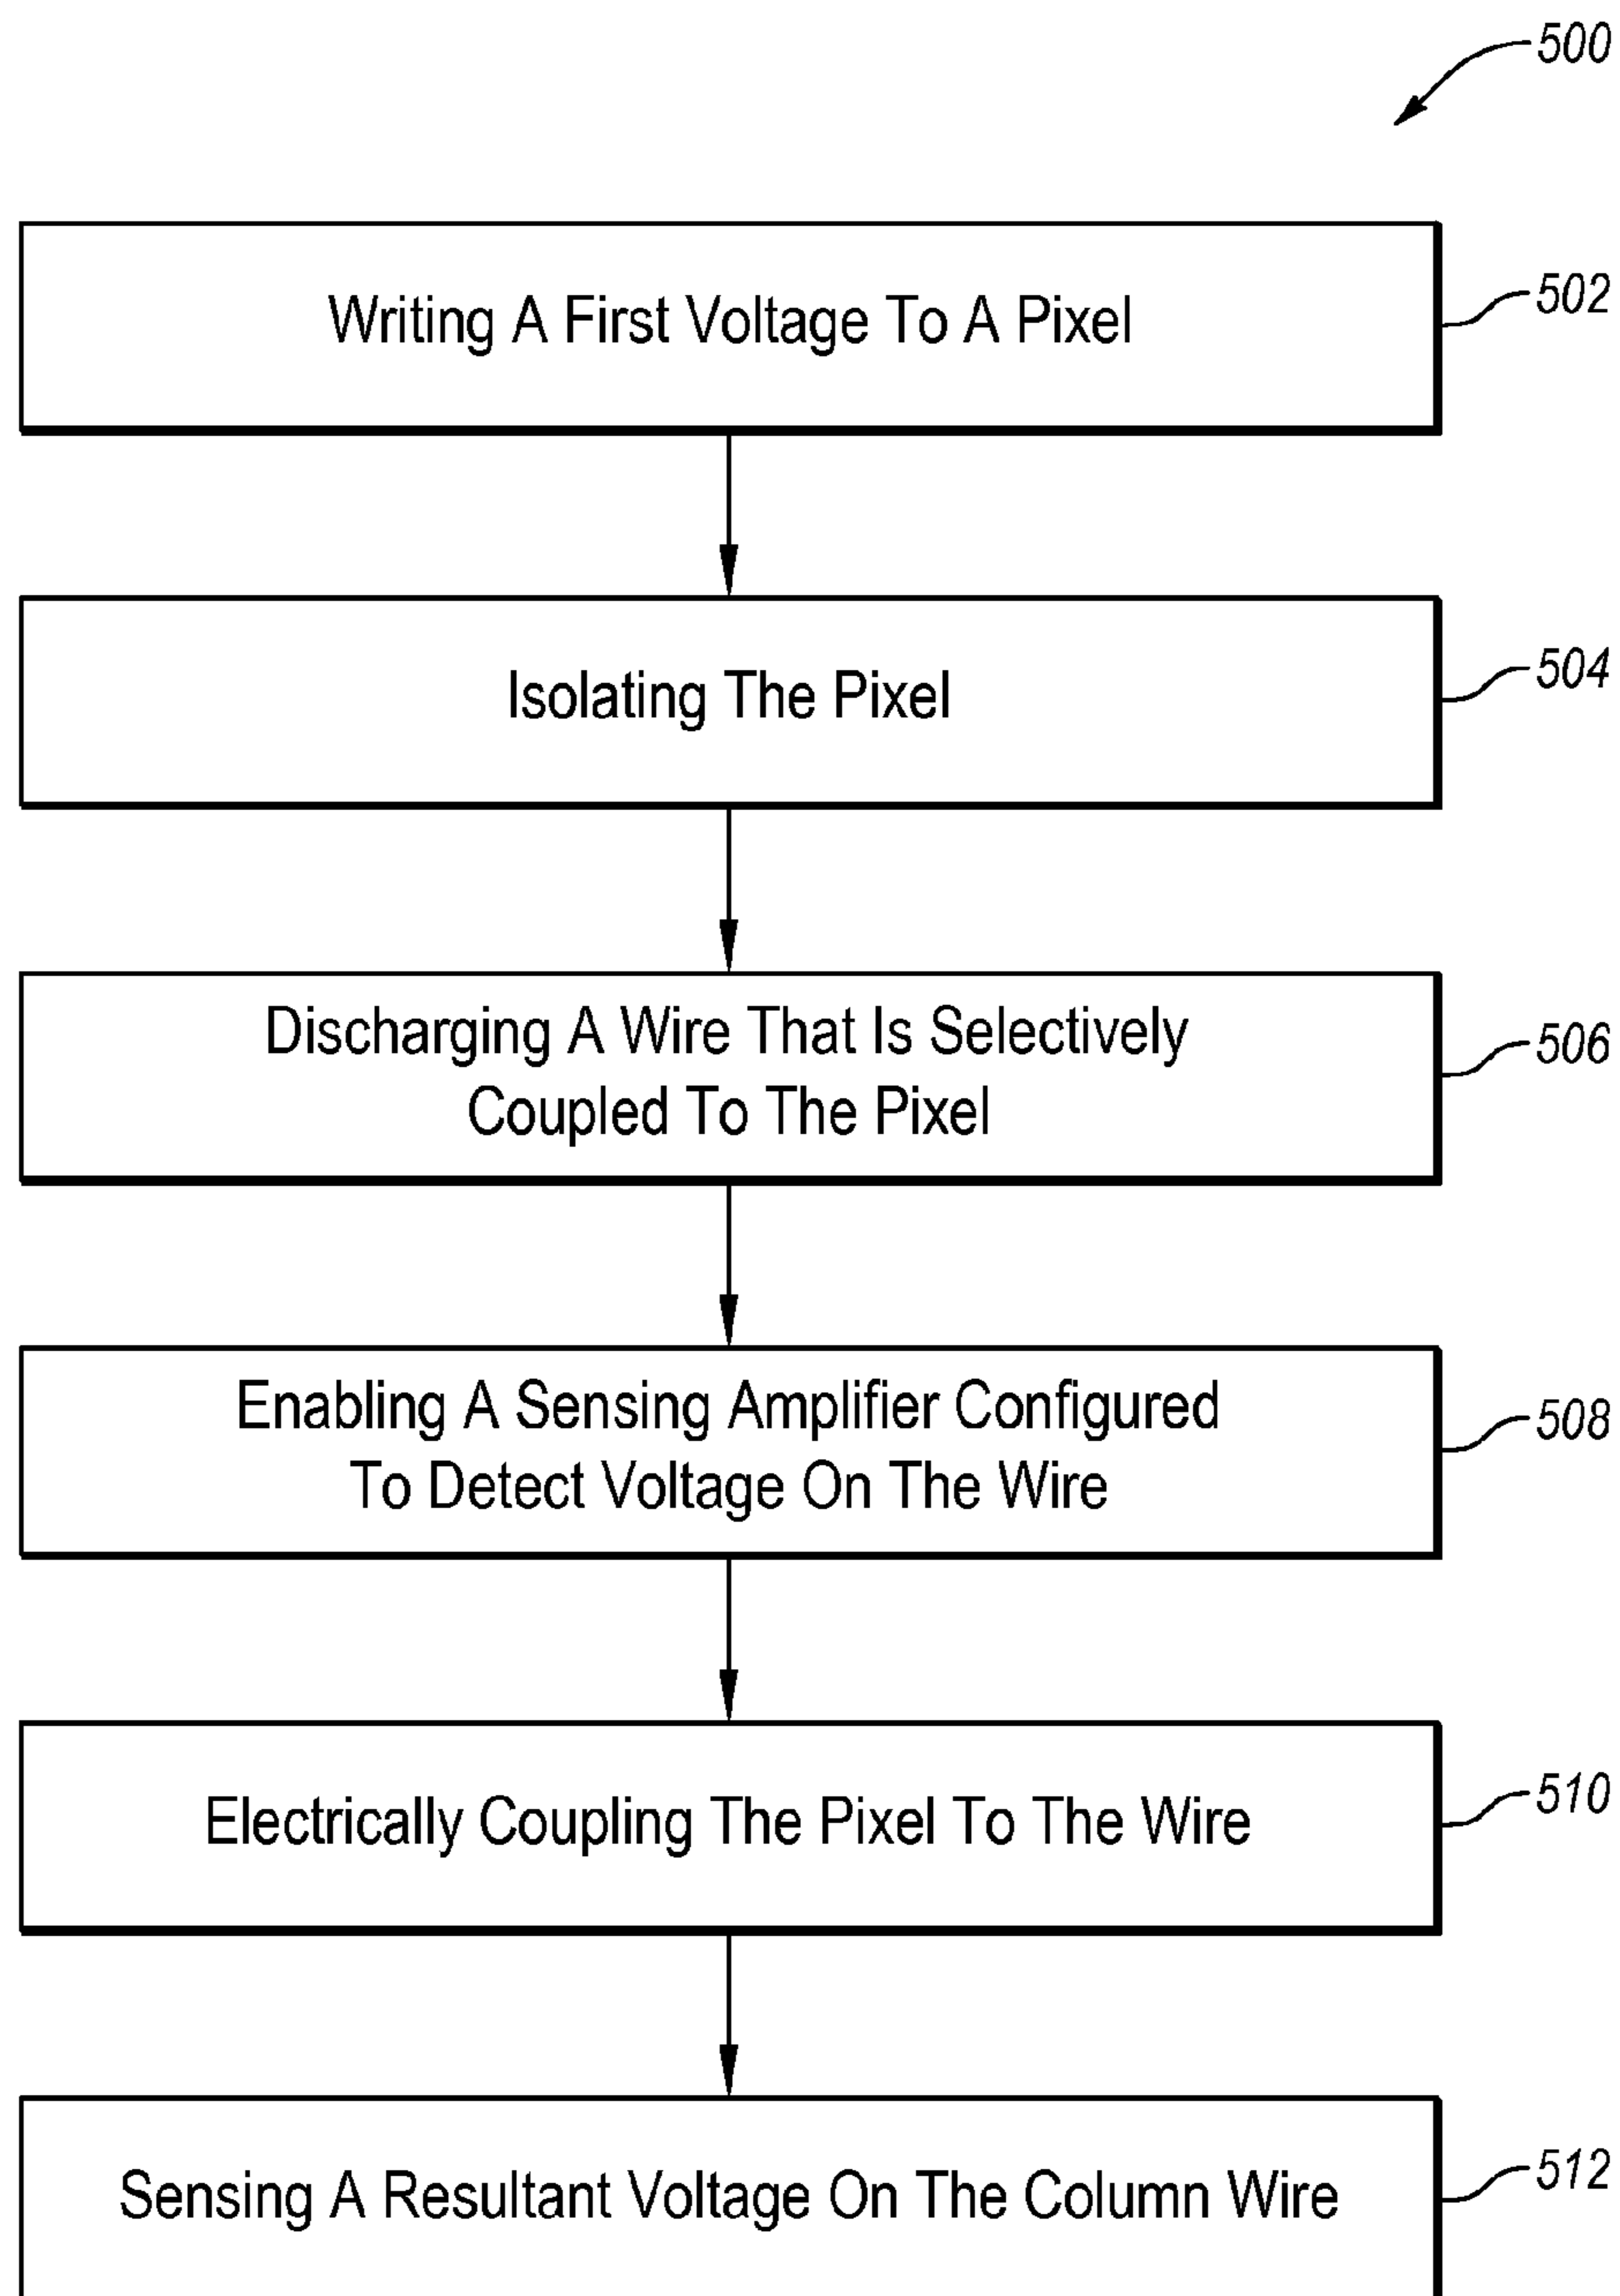 500
Writing A First Voltage To A Pixel
502
Isolating The Pixel
504
Discharging A Wire That Is Selectively
Coupled To The Pixel
506
Enabling A Sensing Amplifier Configured
To Detect Voltage On The Wire
508
Electrically Coupling The Pixel To The Wire
510
Sensing A Resultant Voltage On The Column Wire
512